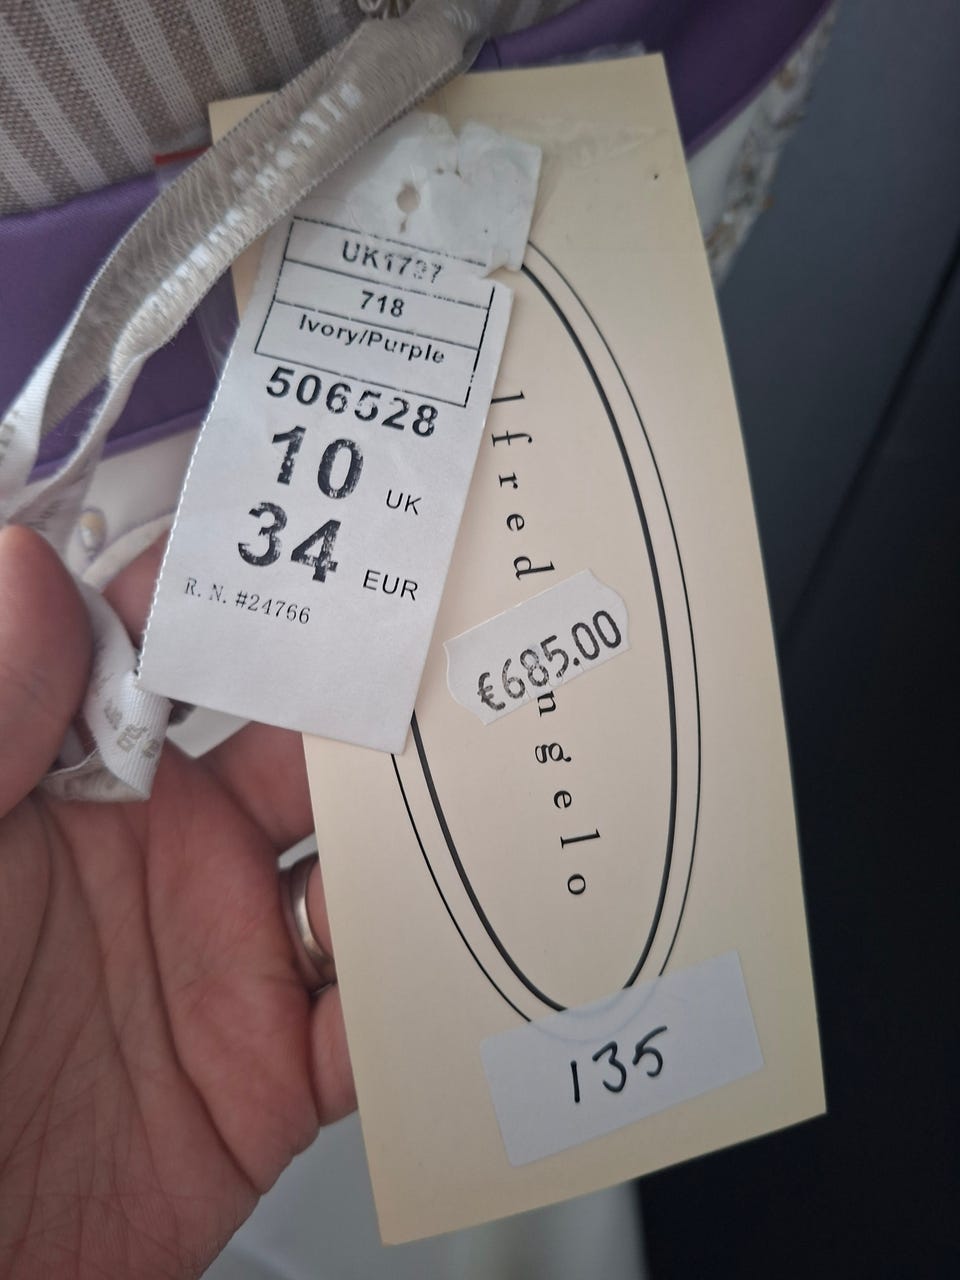 UK1797
718
Ivory/Purple
506528
10 UK
34 EUR
R. N. #24766
lfred
€685.00
ngelo
135